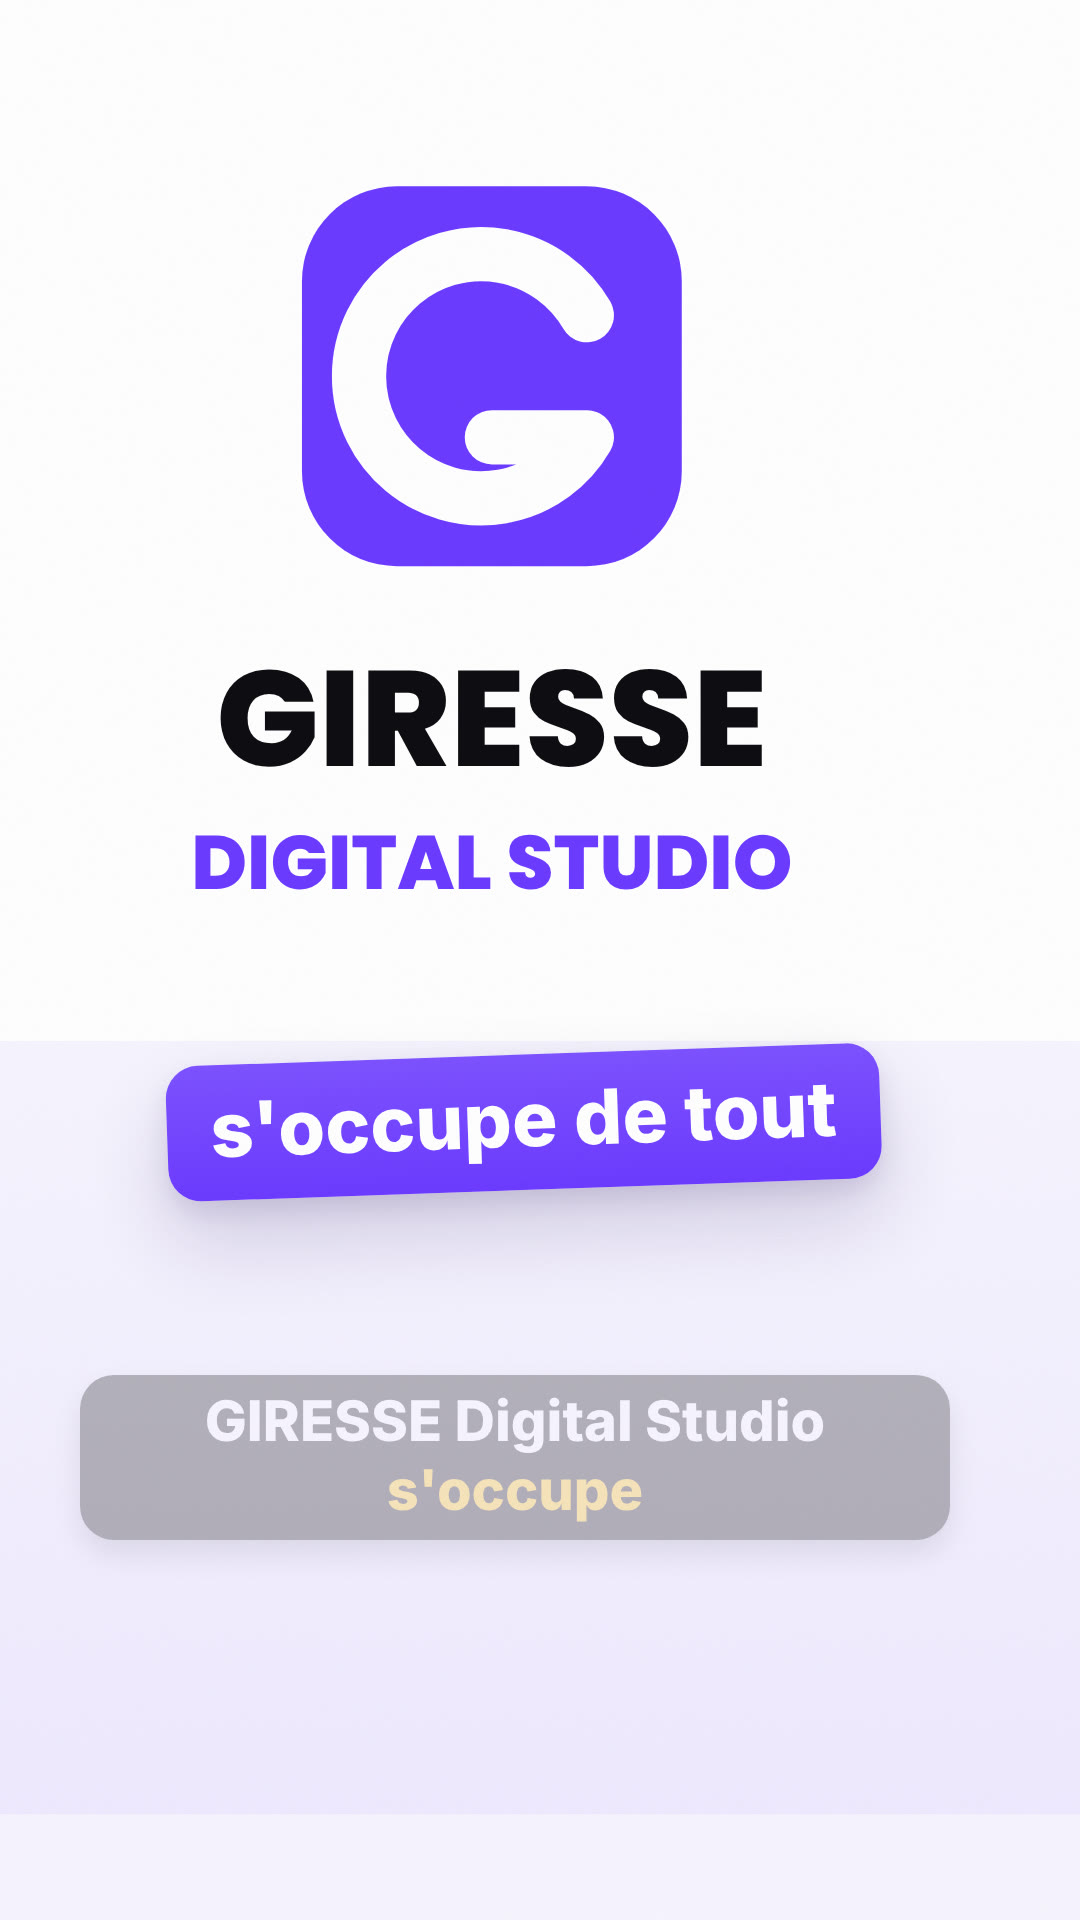 G
GIRESSE
DIGITAL STUDIO
s'occupe de tout
GIRESSE Digital Studio
s'occupe